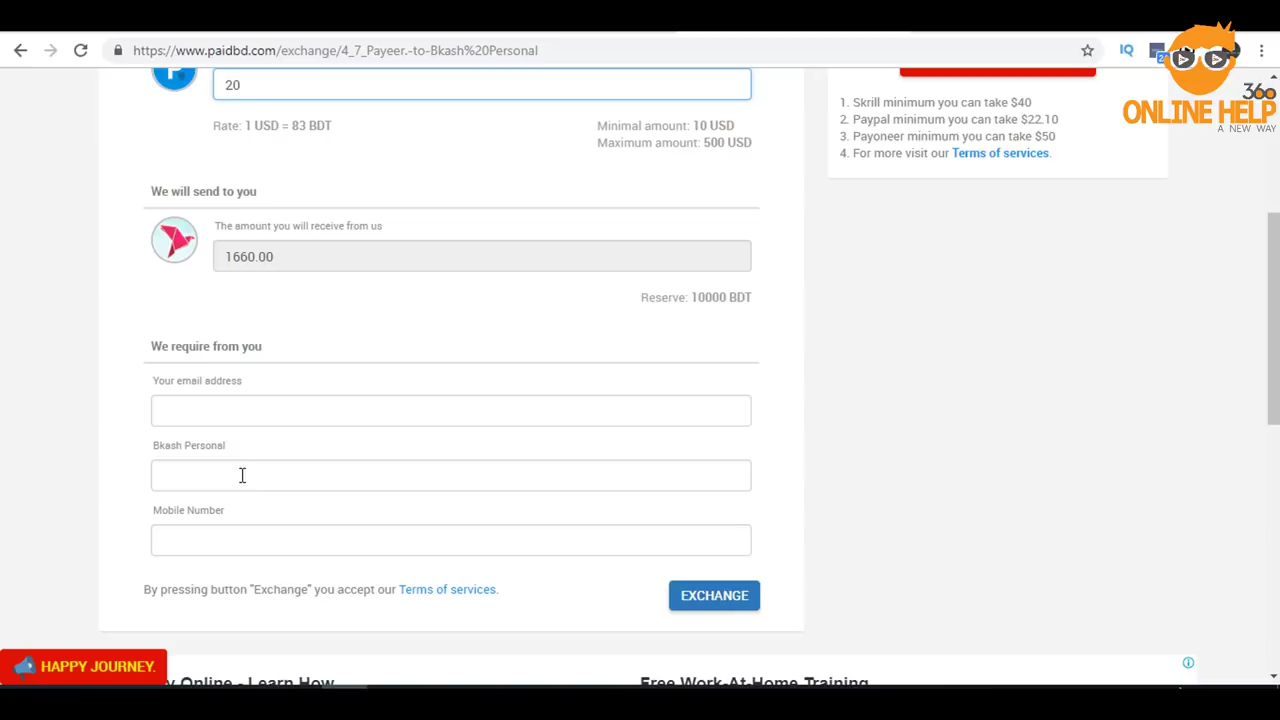 https://www.paidbd.com/exchange/4_7_Payeer.-to-Bkash%20Personal
IQ
360
ONLINE HELP
A NEW WAY
20
Rate: 1 USD = 83 BDT
Minimal amount: 10 USD
Maximum amount: 500 USD
1. Skrill minimum you can take $40
2. Paypal minimum you can take $22.10
3. Payoneer minimum you can take $50
4. For more visit our Terms of services.
We will send to you
The amount you will receive from us
1660.00
Reserve: 10000 BDT
We require from you
Your email address
Bkash Personal
Mobile Number
By pressing button "Exchange" you accept our Terms of services.
EXCHANGE
HAPPY JOURNEY.
y Online - Learn How
Free Work-At-Home Training